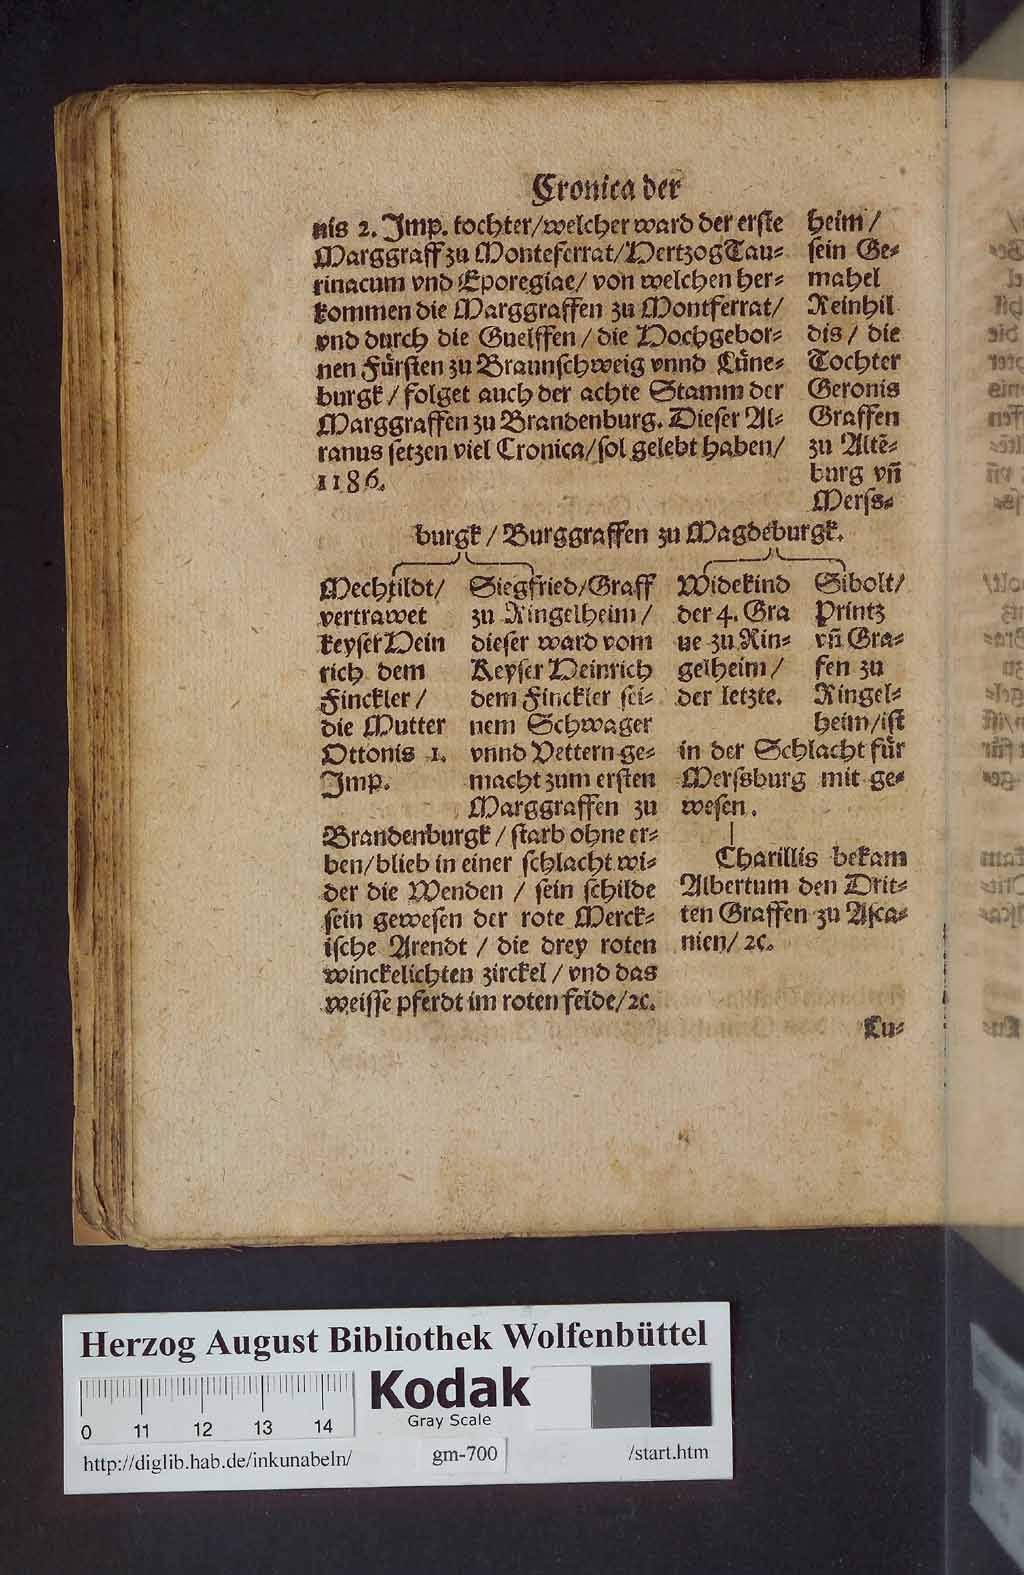 Cronica der
nis 2. Imp. tochter/welcher ward der erste
Marggraff zu Monteferrat/Hertzog Tau⸗
rinacum vnd Eporegiae/ von welchen her⸗
kommen die Marggraffen zu Montferrat/
vnd durch die Guelffen/ die Hochgebor⸗
nen Fürsten zu Braunschweig vnnd Lüne⸗
burgk/ folget auch der achte Stamm der
Marggraffen zu Brandenburg. Dieser Al⸗
ranus setzen viel Cronica/ sol gelebt haben/
1186.
heim/
sein Ge⸗
mahel
Reinhil
dis/ die
Tochter
Geronis
Graffen
zu Altē⸗
burg vn̄
Merss⸗
burgk/ Burggraffen zu Magdeburgk.
Mechtildt/
vertrawet
keyser Hein
rich dem
Finckler/
die Mutter
Ottonis 1.
Imp.
Siegfried/Graff
zu Ringelheim/
dieser ward vom
Keyser Heinrich
dem Finckler sei⸗
nem Schwager
vnnd Vettern ge⸗
macht zum ersten
Marggraffen zu
Brandenburgk/ starb ohne er⸗
ben/blieb in einer schlacht wi⸗
der die Wenden/ sein schilde
sein gewesen der rote Merck⸗
ische Arendt/ die drey roten
winckelichten zirckel/ vnd das
weisse pferdt im roten felde/ 2c.
Widekind
der 4. Gra
ue zu Rin⸗
gelheim/
der letzte.
Sibolt/
Printz
vn̄ Gra⸗
fen zu
Ringel⸗
heim/ist
in der Schlacht für
Merssburg mit ge⸗
wesen.
Charillis bekam
Albertum den Drit⸗
ten Graffen zu Asca⸗
nien/ 2c.
Lu⸗
Herzog August Bibliothek Wolfenbüttel
Kodak
Gray Scale
0 11 12 13 14
http://diglib.hab.de/inkunabeln/ gm-700 /start.htm